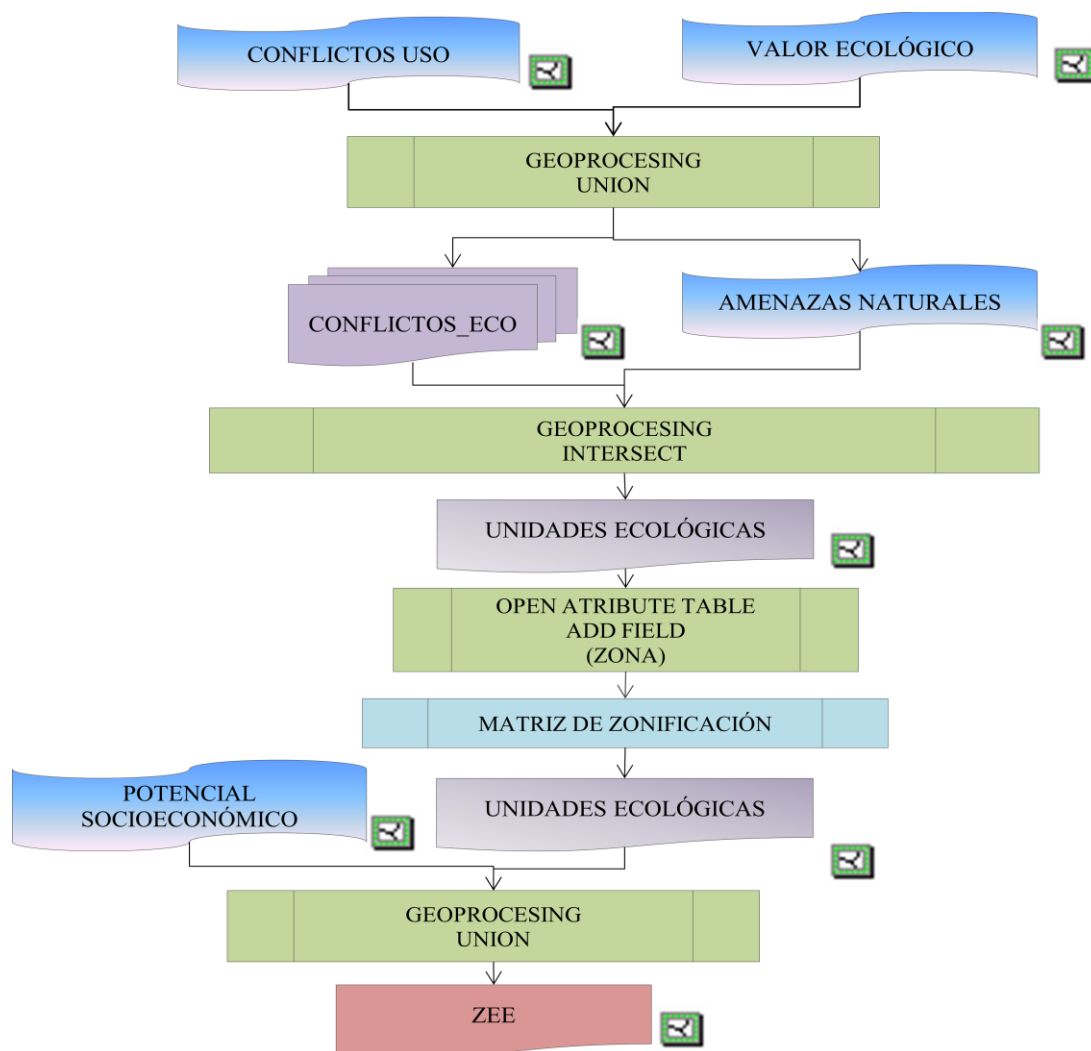 CONFLICTOS USO
VALOR ECOLÓGICO
GEOPROCESING
UNION
CONFLICTOS_ECO
AMENAZAS NATURALES
GEOPROCESING
INTERSECT
UNIDADES ECOLÓGICAS
OPEN ATRIBUTE TABLE
ADD FIELD
(ZONA)
MATRIZ DE ZONIFICACIÓN
POTENCIAL
SOCIOECONÓMICO
UNIDADES ECOLÓGICAS
GEOPROCESING
UNION
ZEE